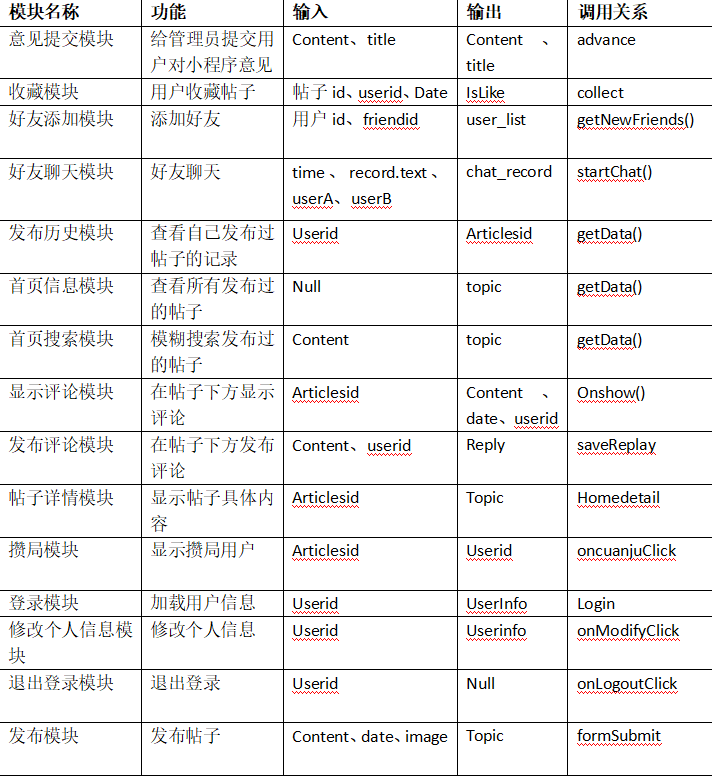 模块名称 功能 输入 输出 调用关系
意见提交模块 给管理员提交用 Content、title Content 、 advance
户对小程序意见 title
收藏模块 用户收藏帖子 帖子 id、userid、Date IsLike collect
好友添加模块 添加好友 用户 id、friendid user_list getNewFriends()
好友聊天模块 好友聊天 time 、 record.text 、 chat_record startChat()
userA、userB
发布历史模块 查看自己发布过 Userid Articlesid getData()
帖子的记录
首页信息模块 查看所有发布过 Null topic getData()
的帖子
首页搜索模块 模糊搜索发布过 Content topic getData()
的帖子
显示评论模块 在帖子下方显示 Articlesid Content 、 Onshow()
评论 date、userid
发布评论模块 在帖子下方发布 Content、userid Reply saveReplay
评论
帖子详情模块 显示帖子具体内 Articlesid Topic Homedetail
容
攒局模块 显示攒局用户 Articlesid Userid oncuanjuClick
登录模块 加载用户信息 Userid UserInfo Login
修改个人信息模 修改个人信息 Userid Userinfo onModifyClick
块
退出登录模块 退出登录 Userid Null onLogoutClick
发布模块 发布帖子 Content、date、image Topic formSubmit